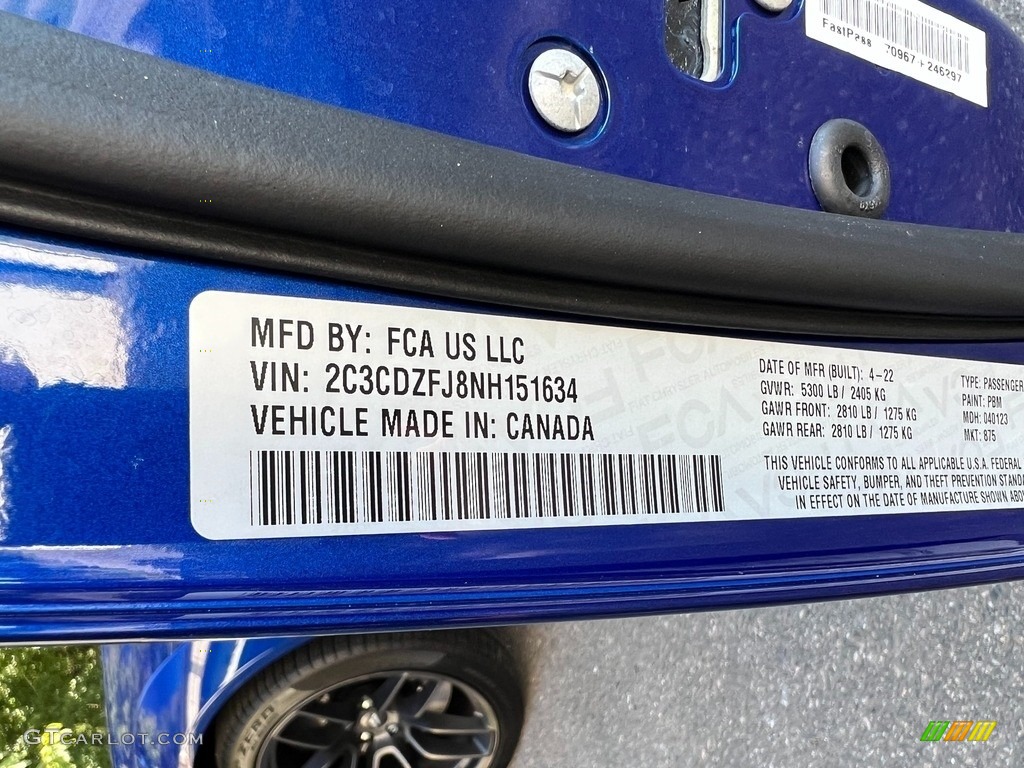 FastPass 70967 + 246297
MFD BY: FCA US LLC
VIN: 2C3CDZFJ8NH151634
VEHICLE MADE IN: CANADA
DATE OF MFR (BUILT): 4-22
GVWR: 5300 LB / 2405 KG
GAWR FRONT: 2810 LB / 1275 KG
GAWR REAR: 2810 LB / 1275 KG
TYPE: PASSENGER
PAINT: PBM
MDH: 040123
MKT: 875
THIS VEHICLE CONFORMS TO ALL APPLICABLE U.S.A. FEDERAL
VEHICLE SAFETY, BUMPER, AND THEFT PREVENTION STANDA
IN EFFECT ON THE DATE OF MANUFACTURE SHOWN ABO
ZERO
GTCARLOT.COM